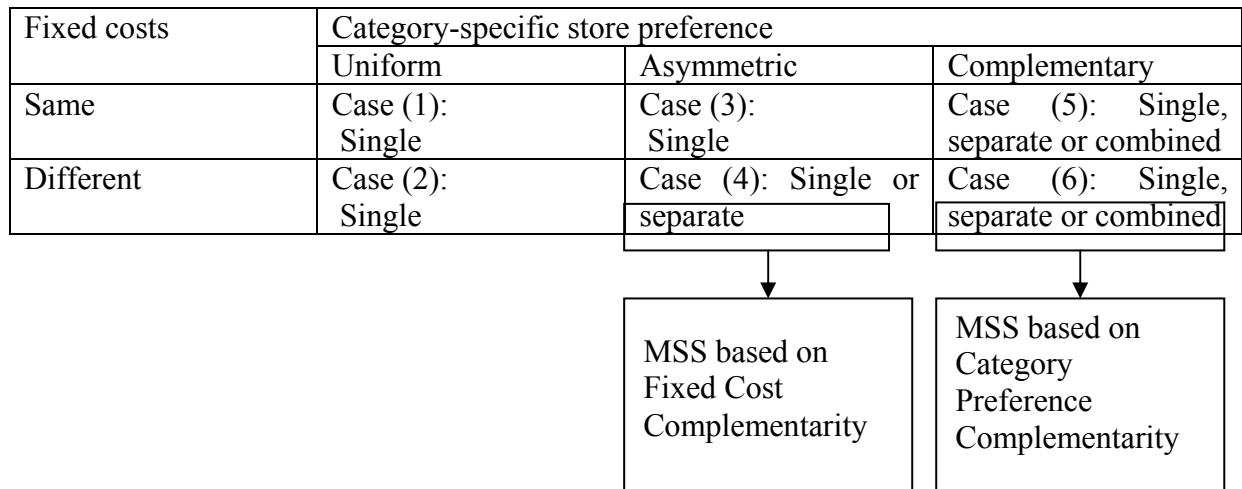 Fixed costs
Category-specific store preference
Uniform
Asymmetric
Complementary
Same
Case (1):
Single
Case (3):
Single
Case (5): Single,
separate or combined
Different
Case (2):
Single
Case (4): Single or
separate
Case (6): Single,
separate or combined
MSS based on
Fixed Cost
Complementarity
MSS based on
Category
Preference
Complementarity